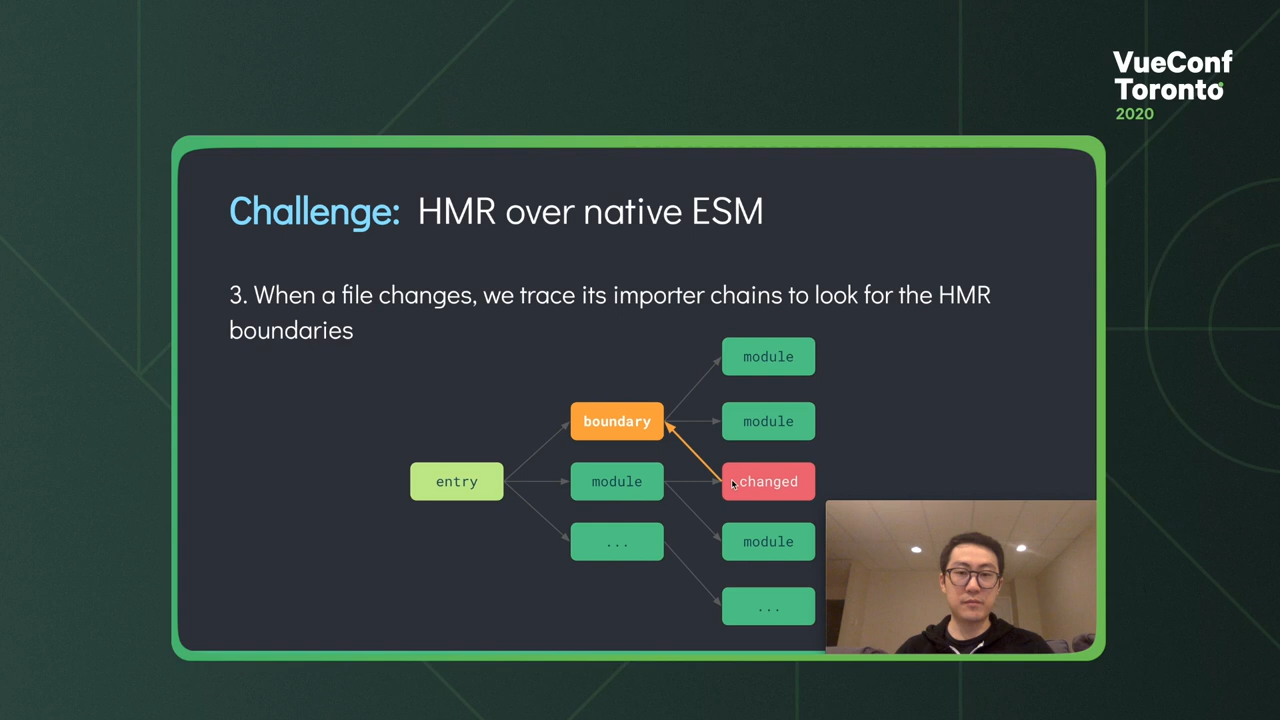 VueConf
Toronto
2020
Challenge: HMR over native ESM
3. When a file changes, we trace its importer chains to look for the HMR
boundaries
module
boundary
module
entry
module
changed
...
module
...